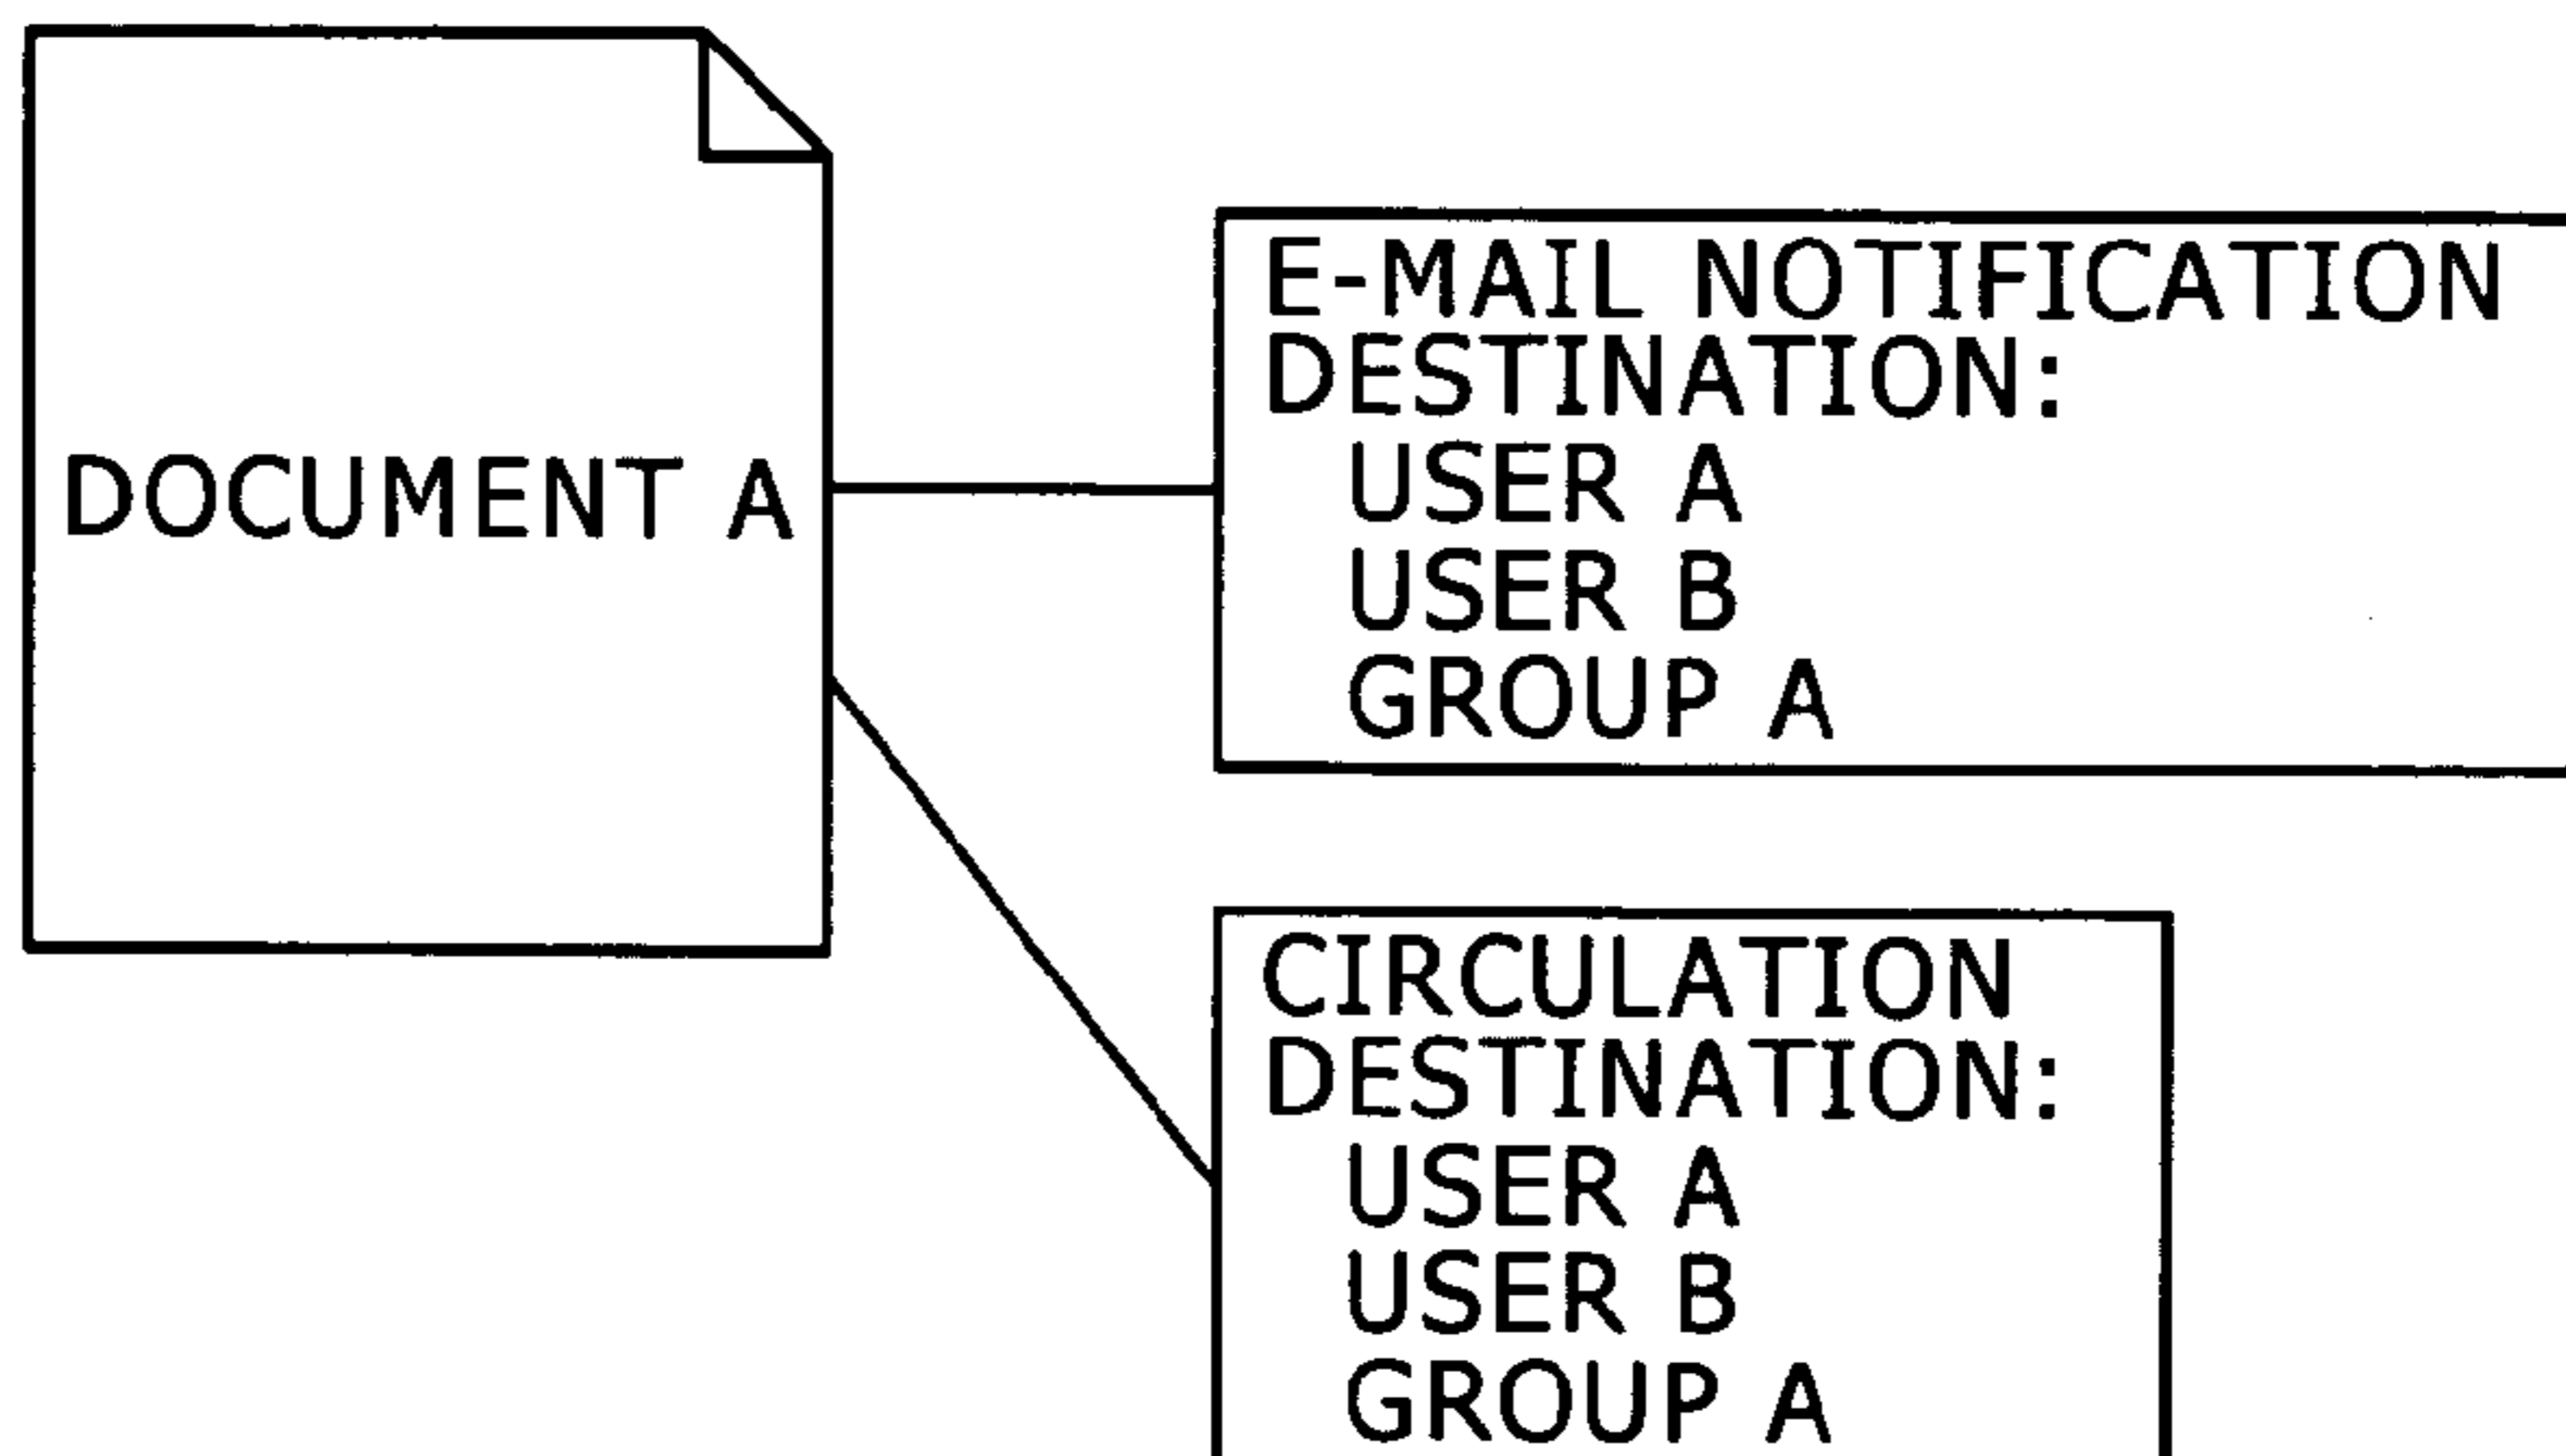 DOCUMENT A
E-MAIL NOTIFICATION
DESTINATION:
USER A
USER B
GROUP A
CIRCULATION
DESTINATION:
USER A
USER B
GROUP A